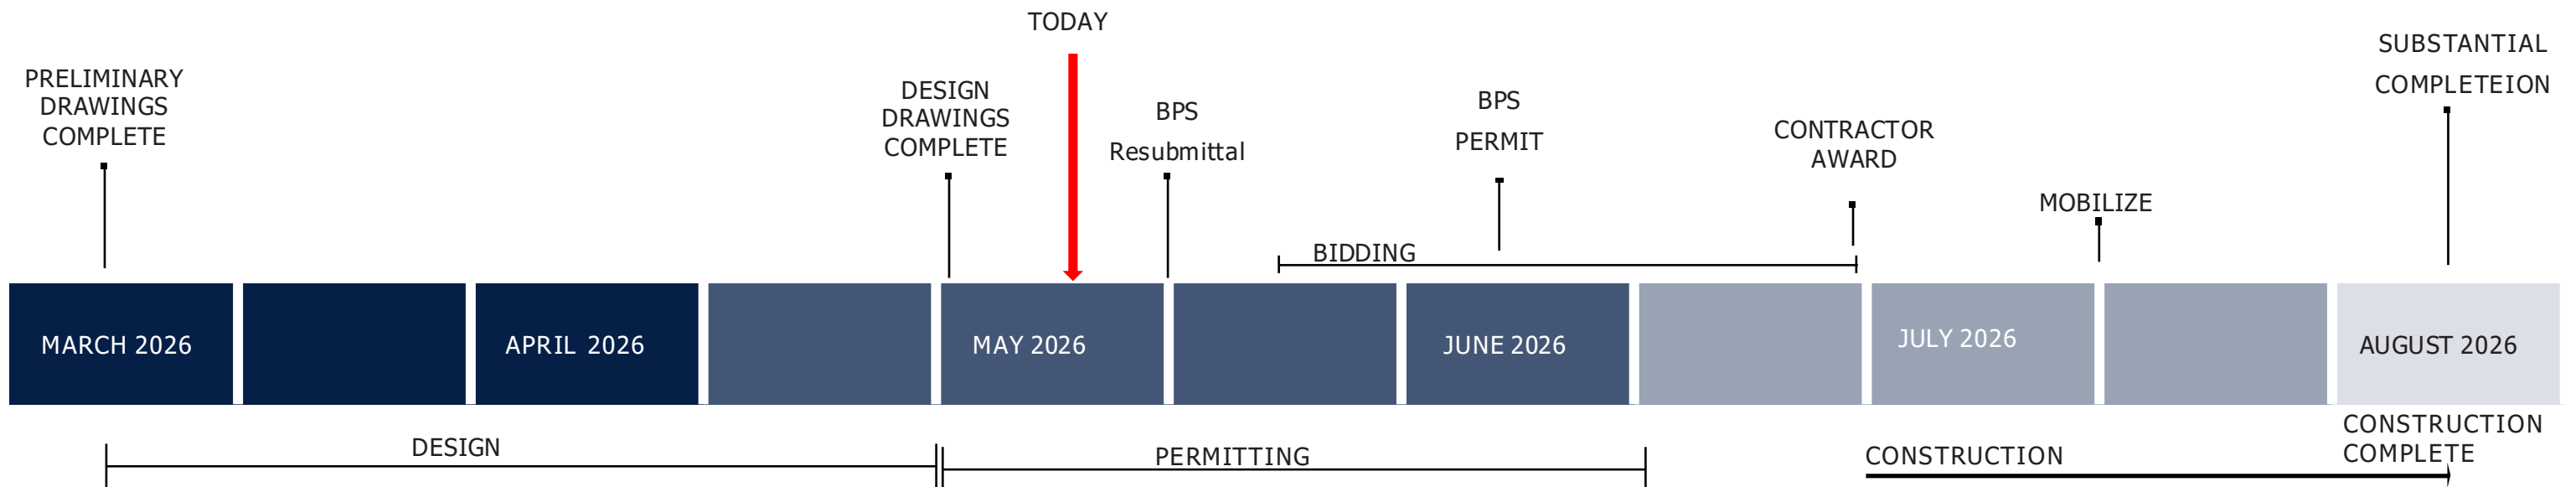 TODAY
PRELIMINARY
DRAWINGS
COMPLETE
DESIGN
DRAWINGS
COMPLETE
BPS
Resubmittal
BPS
PERMIT
CONTRACTOR
AWARD
MOBILIZE
SUBSTANTIAL
COMPLETEION
BIDDING
MARCH 2026
APRIL 2026
MAY 2026
JUNE 2026
JULY 2026
AUGUST 2026
DESIGN
PERMITTING
CONSTRUCTION
CONSTRUCTION
COMPLETE